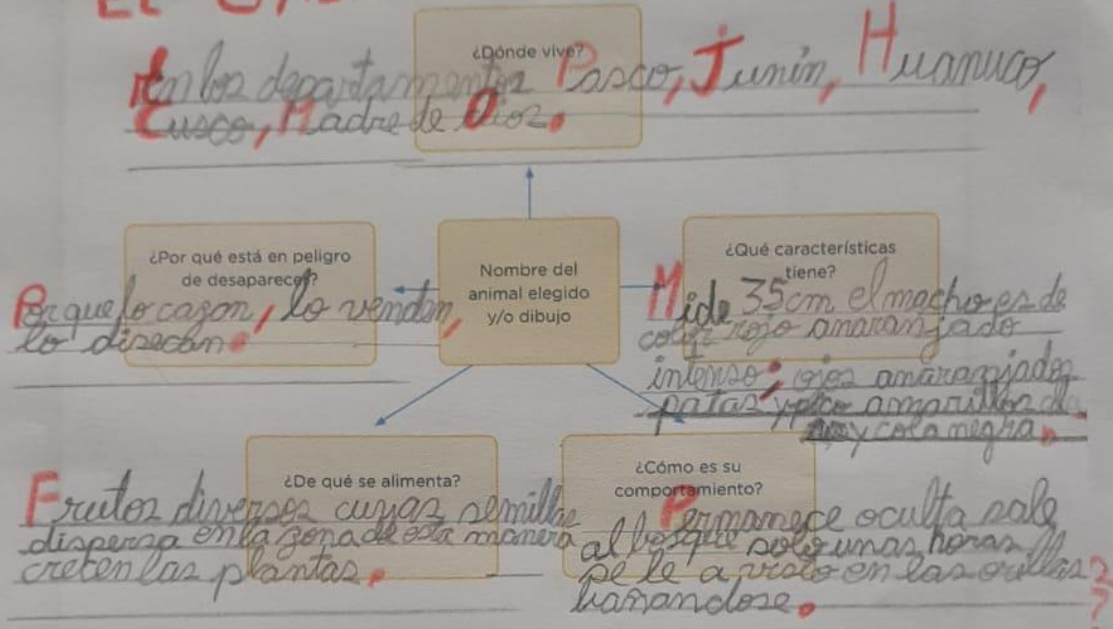 ¿Dónde vive?
En los departamentos Pasco, Junin, Huanuco,
Cusco, Madre de Dios.
¿Por qué está en peligro
de desaparecer?
Porque lo cazan, lo venden,
lo disecan.
Nombre del
animal elegido
y/o dibujo
¿Qué características
tiene?
Mide 35cm el macho es de
color rojo anaranjado
intenso; ojos anaranjados
patas y pico amarillos
y cola negra.
¿De qué se alimenta?
Frutos diversos cuyas semillas
dispersa en la zona de esta manera
crecen las plantas.
¿Cómo es su
comportamiento?
Permanece oculta sale
al bosque solo unas horas
se le a visto en las orillas
bañandose.